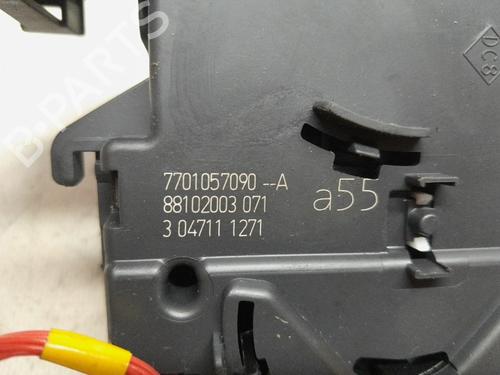 B-PARTS
DC8
7701057090 --A
88102003 071
3 04711 1271
a55